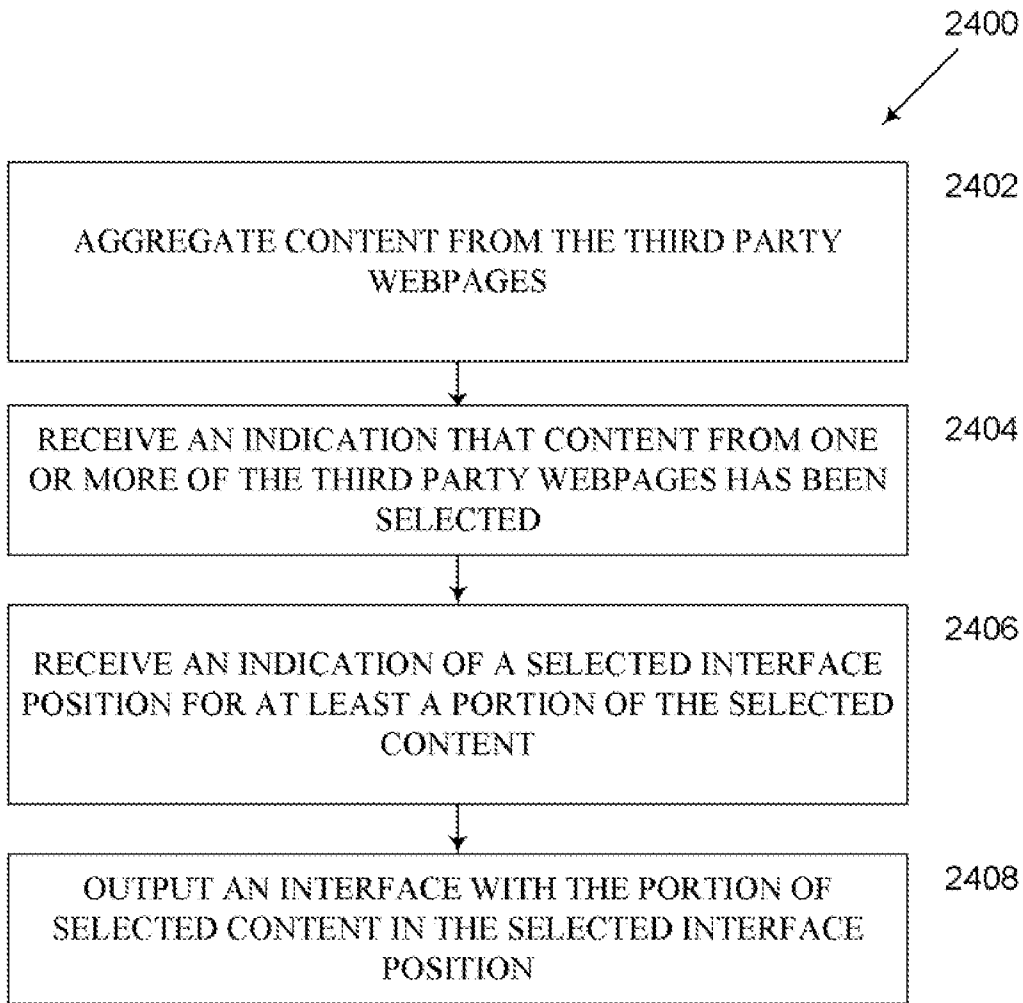 2400
2402
AGGREGATE CONTENT FROM THE THIRD PARTY
WEBPAGES
2404
RECEIVE AN INDICATION THAT CONTENT FROM ONE
OR MORE OF THE THIRD PARTY WEBPAGES HAS BEEN
SELECTED
2406
RECEIVE AN INDICATION OF A SELECTED INTERFACE
POSITION FOR AT LEAST A PORTION OF THE SELECTED
CONTENT
2408
OUTPUT AN INTERFACE WITH THE PORTION OF
SELECTED CONTENT IN THE SELECTED INTERFACE
POSITION